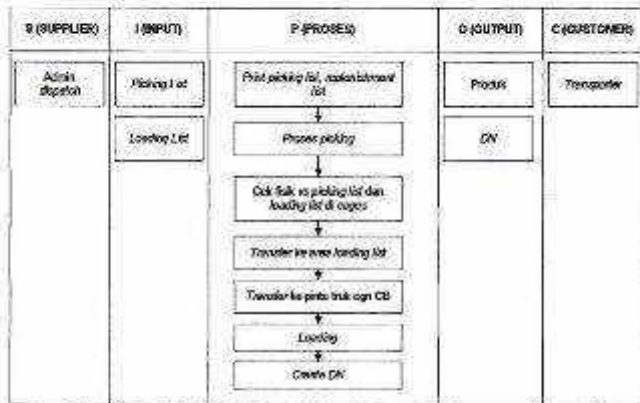 S (SUPPLIER)
I (INPUT)
P (PROSES)
O (OUTPUT)
C (CUSTOMER)
Admin
dispatch
Picking List
Loading List
Print picking list, replenishment
list
Proses picking
Cek fisik vs picking list dan
loading list di cages
Transfer ke area loading list
Transfer ke pintu truk dgn CB
Loading
Create DN
Produk
DN
Transporter